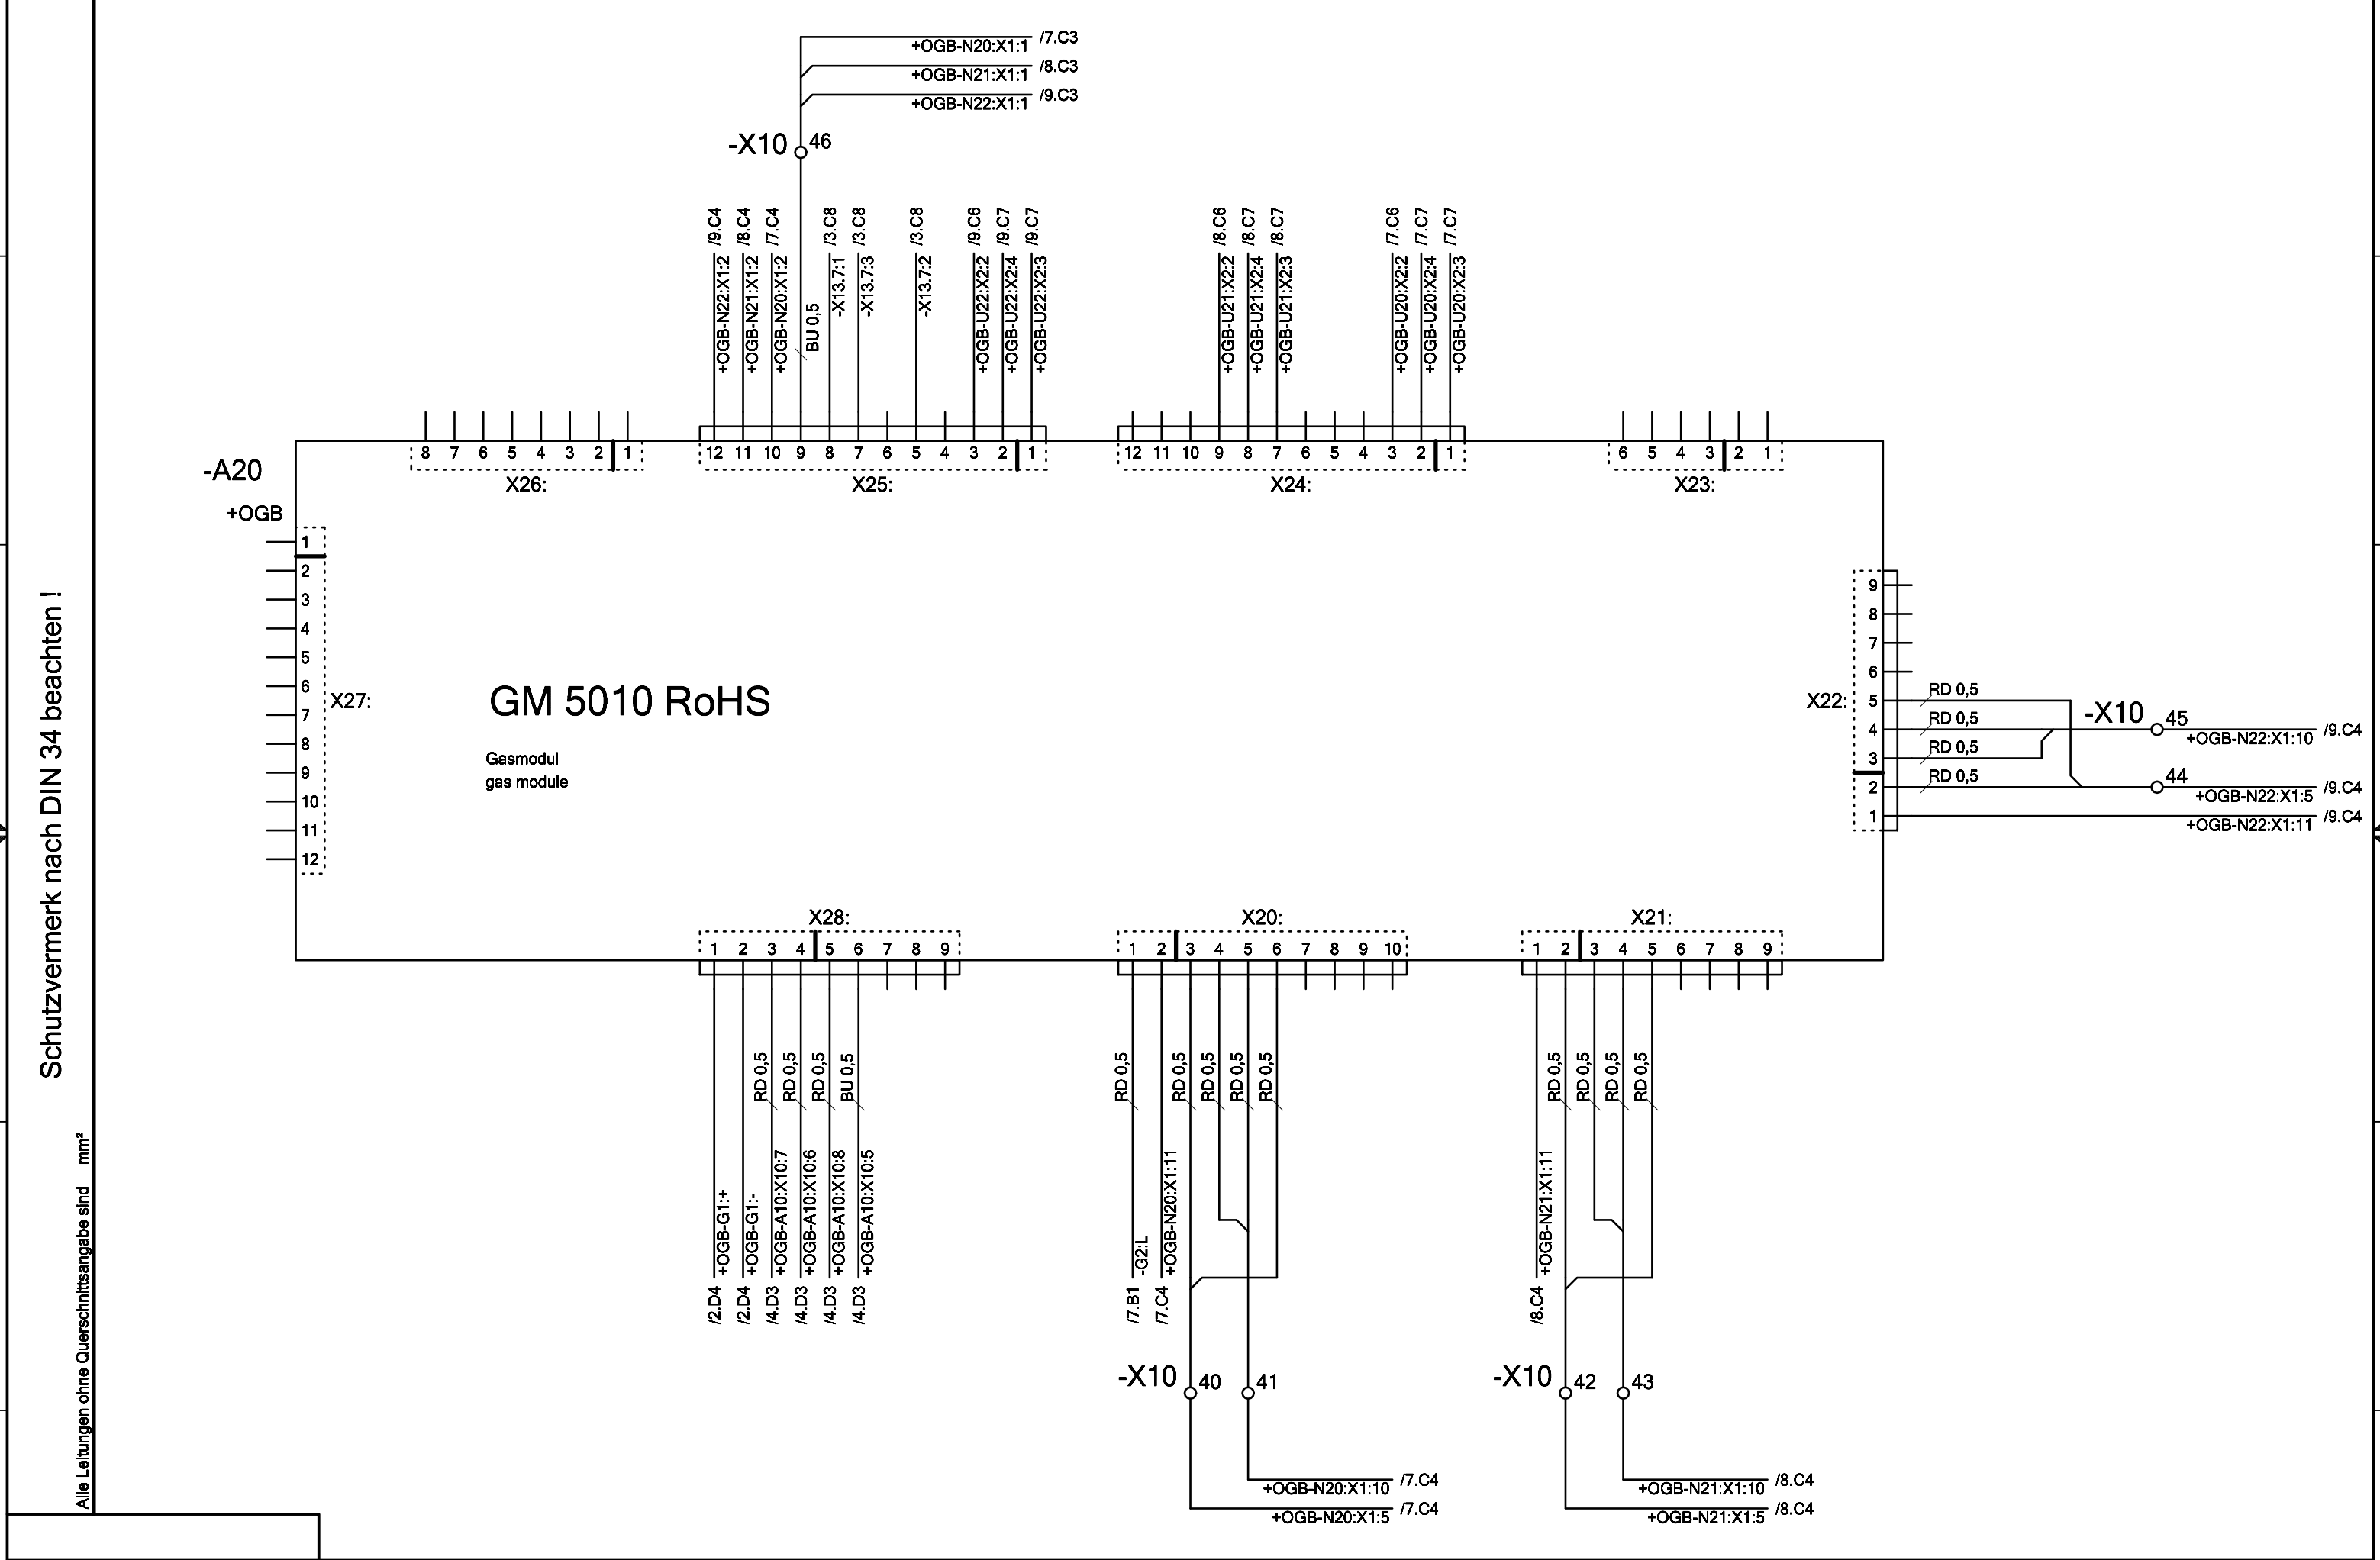 +OGB-N20:X1:1 /7.C3
+OGB-N21:X1:1 /8.C3
+OGB-N22:X1:1 /9.C3
-X10 46
/9.C4 /8.C4 /7.C4 /3.C8 /3.C8 /3.C8 /9.C6 /9.C7 /9.C7 /8.C6 /8.C7 /8.C7 /7.C6 /7.C7 /7.C7
+OGB-N22:X1:2
+OGB-N21:X1:2
+OGB-N20:X1:2
BU 0,5
-X13.7:1
-X13.7:3
-X13.7:2
+OGB-U22:X2:2
+OGB-U22:X2:4
+OGB-U22:X2:3
+OGB-U21:X2:2
+OGB-U21:X2:4
+OGB-U21:X2:3
+OGB-U20:X2:2
+OGB-U20:X2:4
+OGB-U20:X2:3
8 7 6 5 4 3 2 1
12 11 10 9 8 7 6 5 4 3 2 1
12 11 10 9 8 7 6 5 4 3 2 1
6 5 4 3 2 1
-A20
X26:
X25:
X24:
X23:
+OGB
1
2
3
4
5
6
7
8
9
10
11
12
X27:
GM 5010 RoHS
Gasmodul
gas module
X22:
9
8
7
6
5
4
3
2
1
RD 0,5
RD 0,5
RD 0,5
RD 0,5
-X10 45
+OGB-N22:X1:10 /9.C4
44
+OGB-N22:X1:5 /9.C4
+OGB-N22:X1:11 /9.C4
X28:
X20:
X21:
1 2 3 4 5 6 7 8 9
1 2 3 4 5 6 7 8 9 10
1 2 3 4 5 6 7 8 9
RD 0,5
RD 0,5
RD 0,5
BU 0,5
RD 0,5
RD 0,5
RD 0,5
RD 0,5
RD 0,5
RD 0,5
RD 0,5
RD 0,5
RD 0,5
+OGB-G1:+
+OGB-G1:-
+OGB-A10:X10:7
+OGB-A10:X10:6
+OGB-A10:X10:8
+OGB-A10:X10:5
-G2:L
+OGB-N20:X1:11
+OGB-N21:X1:11
/2.D4 /2.D4 /4.D3 /4.D3 /4.D3 /4.D3 /7.B1 /7.C4 /8.C4
-X10 40 41
-X10 42 43
+OGB-N20:X1:10 /7.C4
+OGB-N20:X1:5 /7.C4
+OGB-N21:X1:10 /8.C4
+OGB-N21:X1:5 /8.C4
Schutzvermerk nach DIN 34 beachten !
Alle Leitungen ohne Querschnittsangabe sind mm²